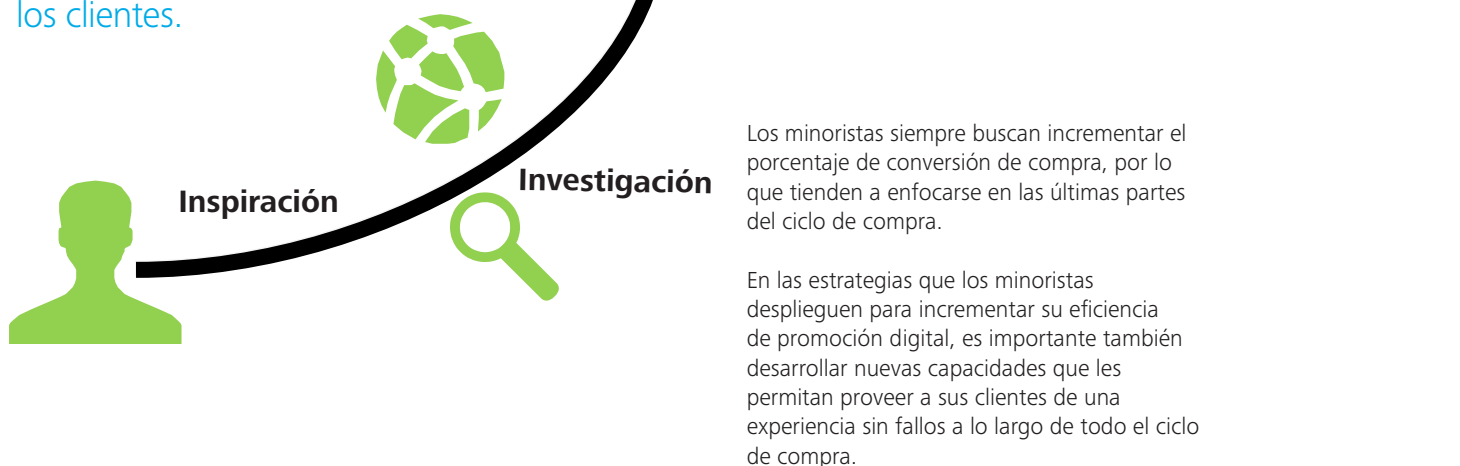 los clientes.
Inspiración
Investigación
Los minoristas siempre buscan incrementar el
porcentaje de conversión de compra, por lo
que tienden a enfocarse en las últimas partes
del ciclo de compra.
En las estrategias que los minoristas
desplieguen para incrementar su eficiencia
de promoción digital, es importante también
desarrollar nuevas capacidades que les
permitan proveer a sus clientes de una
experiencia sin fallos a lo largo de todo el ciclo
de compra.